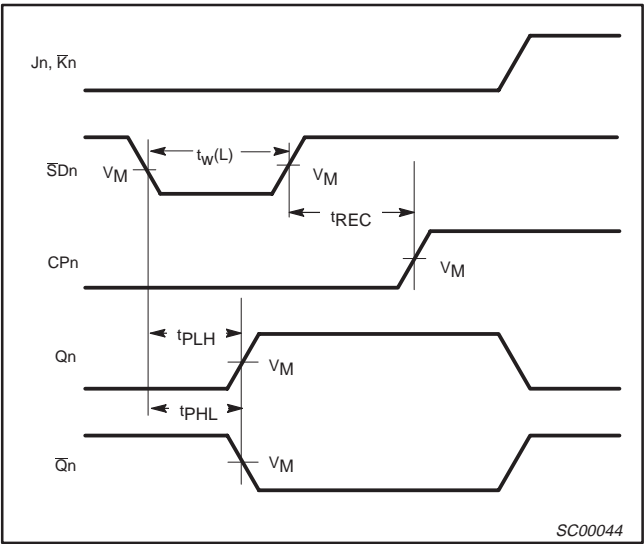 Jn, K̅n
tw(L)
S̅Dn
VM
VM
tREC
CPn
VM
tPLH
Qn
VM
tPHL
Q̅n
VM
SC00044